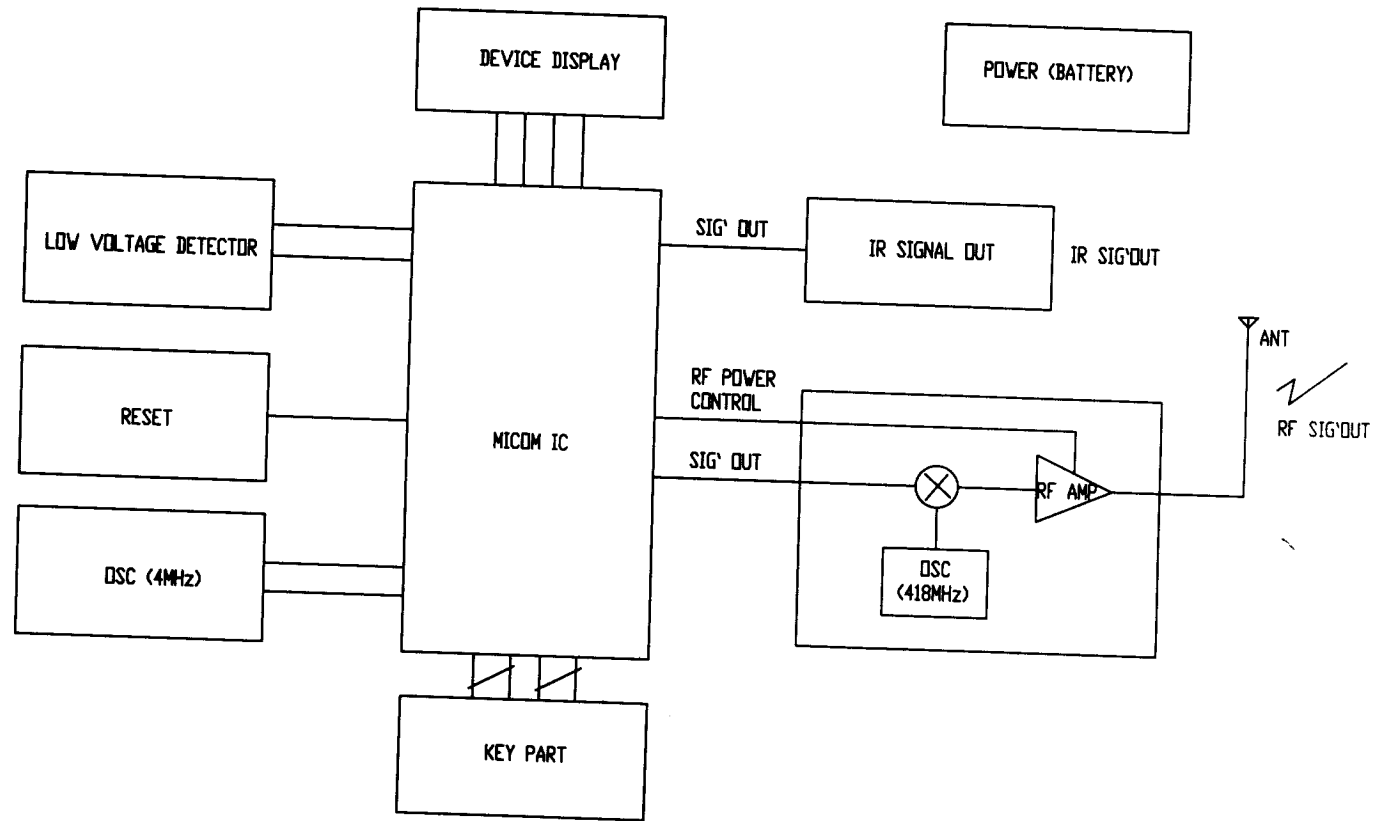 DEVICE DISPLAY
POWER (BATTERY)
LOW VOLTAGE DETECTOR
SIG' OUT
IR SIGNAL OUT
IR SIG'OUT
ANT
RF POWER
CONTROL
RESET
MICOM IC
RF SIG'OUT
SIG' OUT
RF AMP
OSC (4MHz)
OSC
(418MHz)
KEY PART